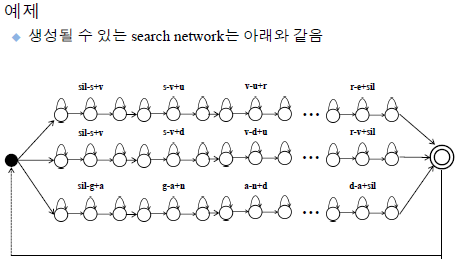 예제
생성될 수 있는 search network는 아래와 같음
sil-s+v s-v+u v-u+r r-e+sil
...
sil-s+v s-v+d v-d+u r-v+sil
...
sil-g+a g-a+n a-n+d d-a+sil
...